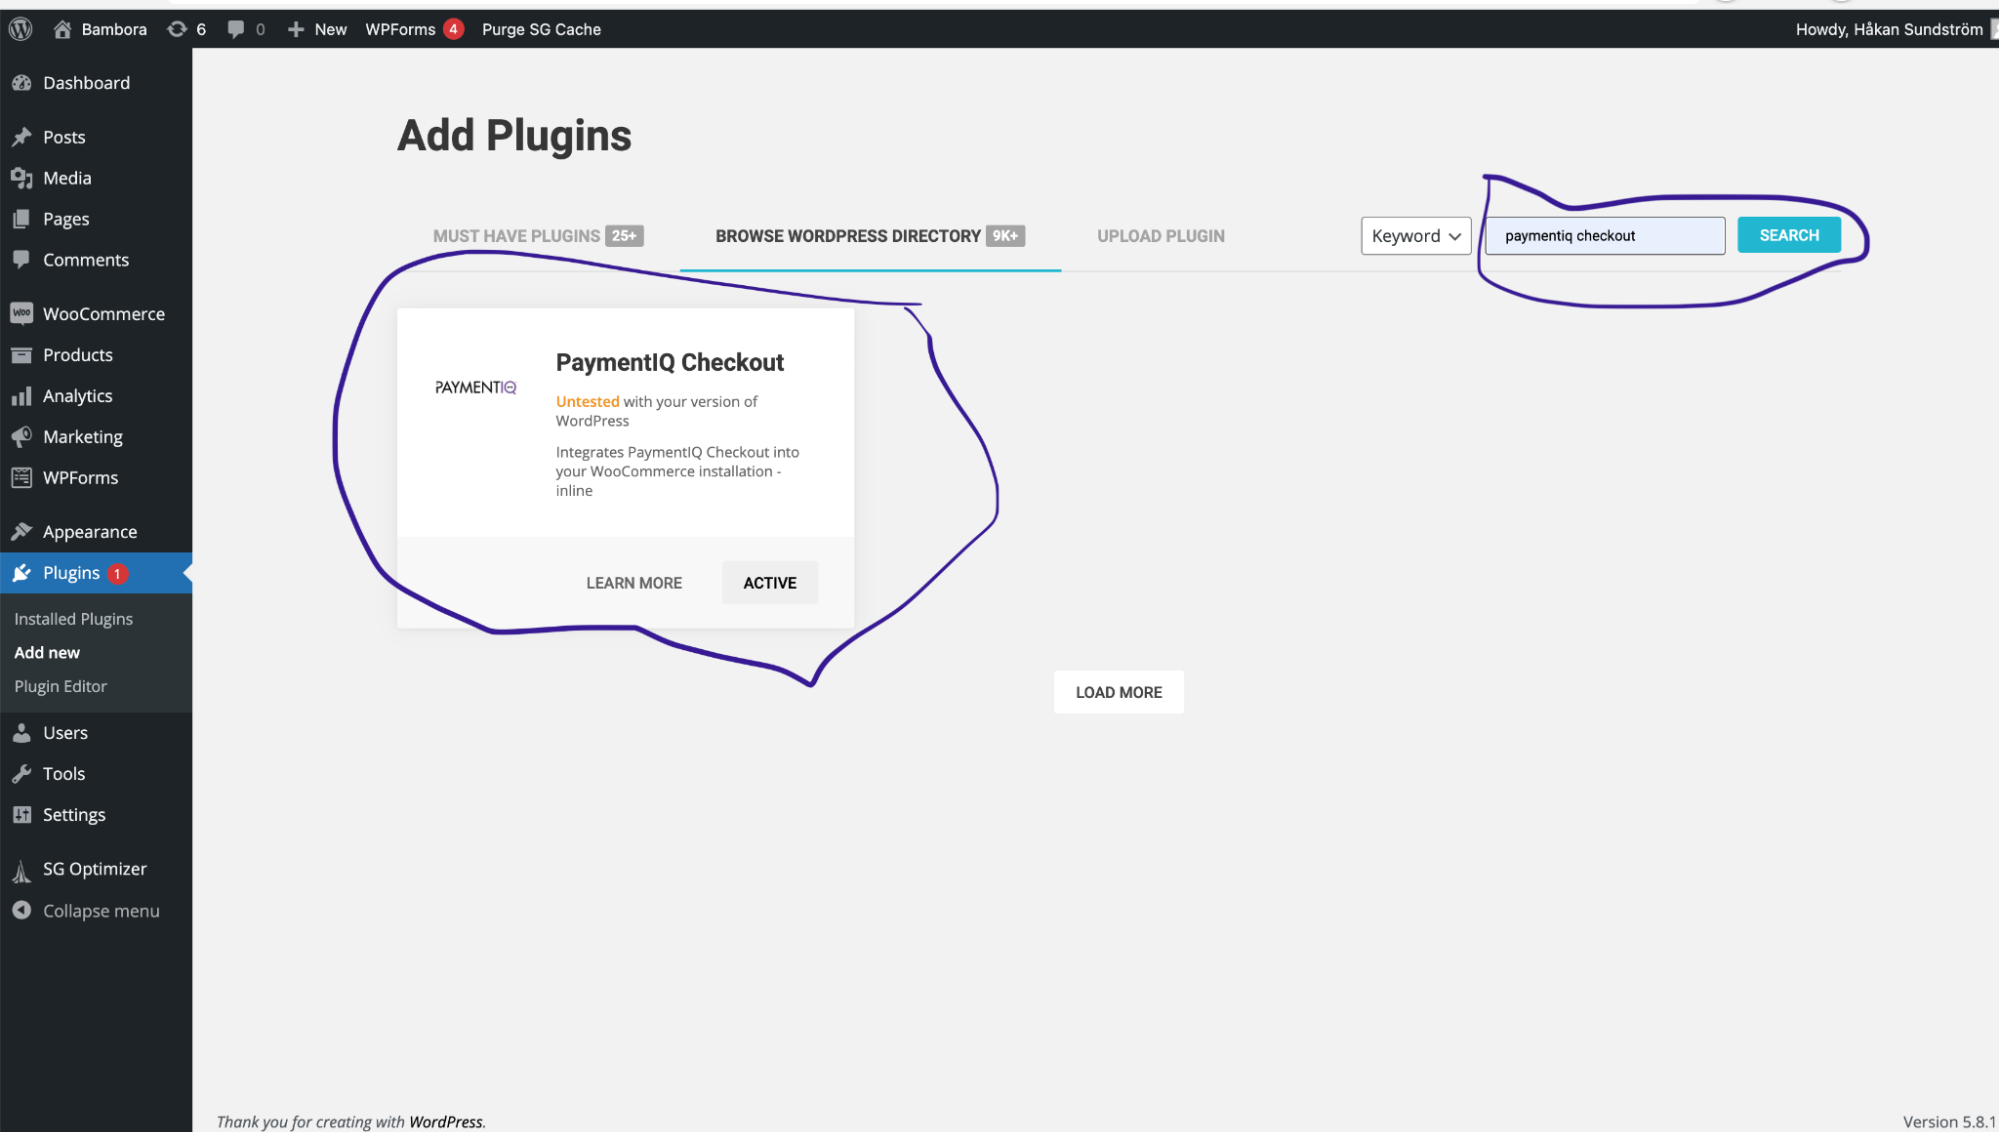 Bambora 6 0 New WPForms 4 Purge SG Cache Howdy, Håkan Sundström
Dashboard
Posts
Media
Pages
Comments
Woo WooCommerce
Products
Analytics
Marketing
WPForms
Appearance
Plugins 1
Installed Plugins
Add new
Plugin Editor
Users
Tools
Settings
SG Optimizer
Collapse menu
Add Plugins
MUST HAVE PLUGINS 25+ BROWSE WORDPRESS DIRECTORY 9K+ UPLOAD PLUGIN Keyword paymentiq checkout SEARCH
PAYMENTIQ
PaymentIQ Checkout
Untested with your version of
WordPress
Integrates PaymentIQ Checkout into
your WooCommerce installation -
inline
LEARN MORE ACTIVE
LOAD MORE
Thank you for creating with WordPress. Version 5.8.1